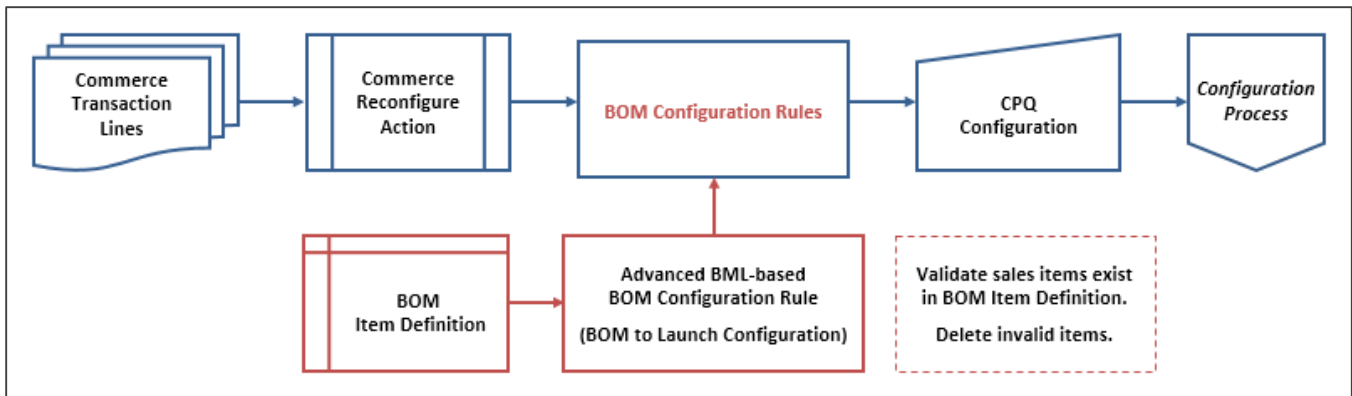 Commerce
Transaction
Lines
Commerce
Reconfigure
Action
BOM Configuration Rules
CPQ
Configuration
Configuration
Process
BOM
Item Definition
Advanced BML-based
BOM Configuration Rule
(BOM to Launch Configuration)
Validate sales items exist
in BOM Item Definition.
Delete invalid items.